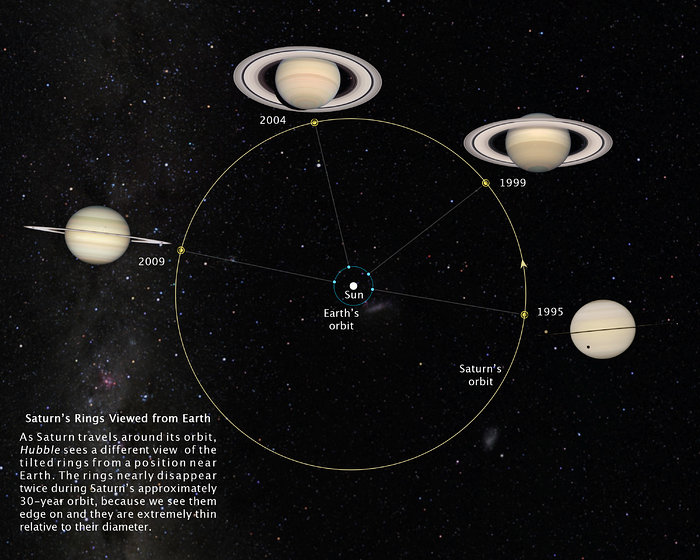 2004
1999
2009
1995
Sun
Earth's
orbit
Saturn's
orbit
Saturn's Rings Viewed from Earth
As Saturn travels around its orbit,
Hubble sees a different view of the
tilted rings from a position near
Earth. The rings nearly disappear
twice during Saturn's approximately
30-year orbit, because we see them
edge on and they are extremely thin
relative to their diameter.